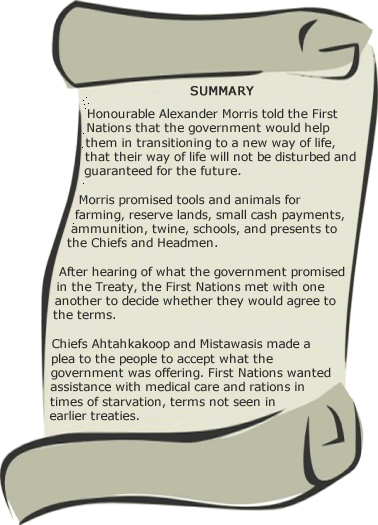 SUMMARY
Honourable Alexander Morris told the First
Nations that the government would help
them in transitioning to a new way of life,
that their way of life will not be disturbed and
guaranteed for the future.
Morris promised tools and animals for
farming, reserve lands, small cash payments,
ammunition, twine, schools, and presents to
the Chiefs and Headmen.
After hearing of what the government promised
in the Treaty, the First Nations met with one
another to decide whether they would agree to
the terms.
Chiefs Ahtahkakoop and Mistawasis made a
plea to the people to accept what the
government was offering. First Nations wanted
assistance with medical care and rations in
times of starvation, terms not seen in
earlier treaties.